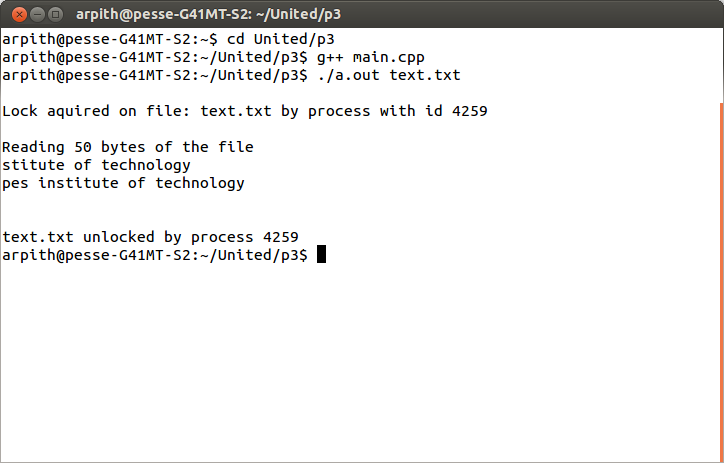 arpith@pesse-G41MT-S2: ~/United/p3
arpith@pesse-G41MT-S2:~$ cd United/p3
arpith@pesse-G41MT-S2:~/United/p3$ g++ main.cpp
arpith@pesse-G41MT-S2:~/United/p3$ ./a.out text.txt
Lock aquired on file: text.txt by process with id 4259
Reading 50 bytes of the file
stitute of technology
pes institute of technology
text.txt unlocked by process 4259
arpith@pesse-G41MT-S2:~/United/p3$